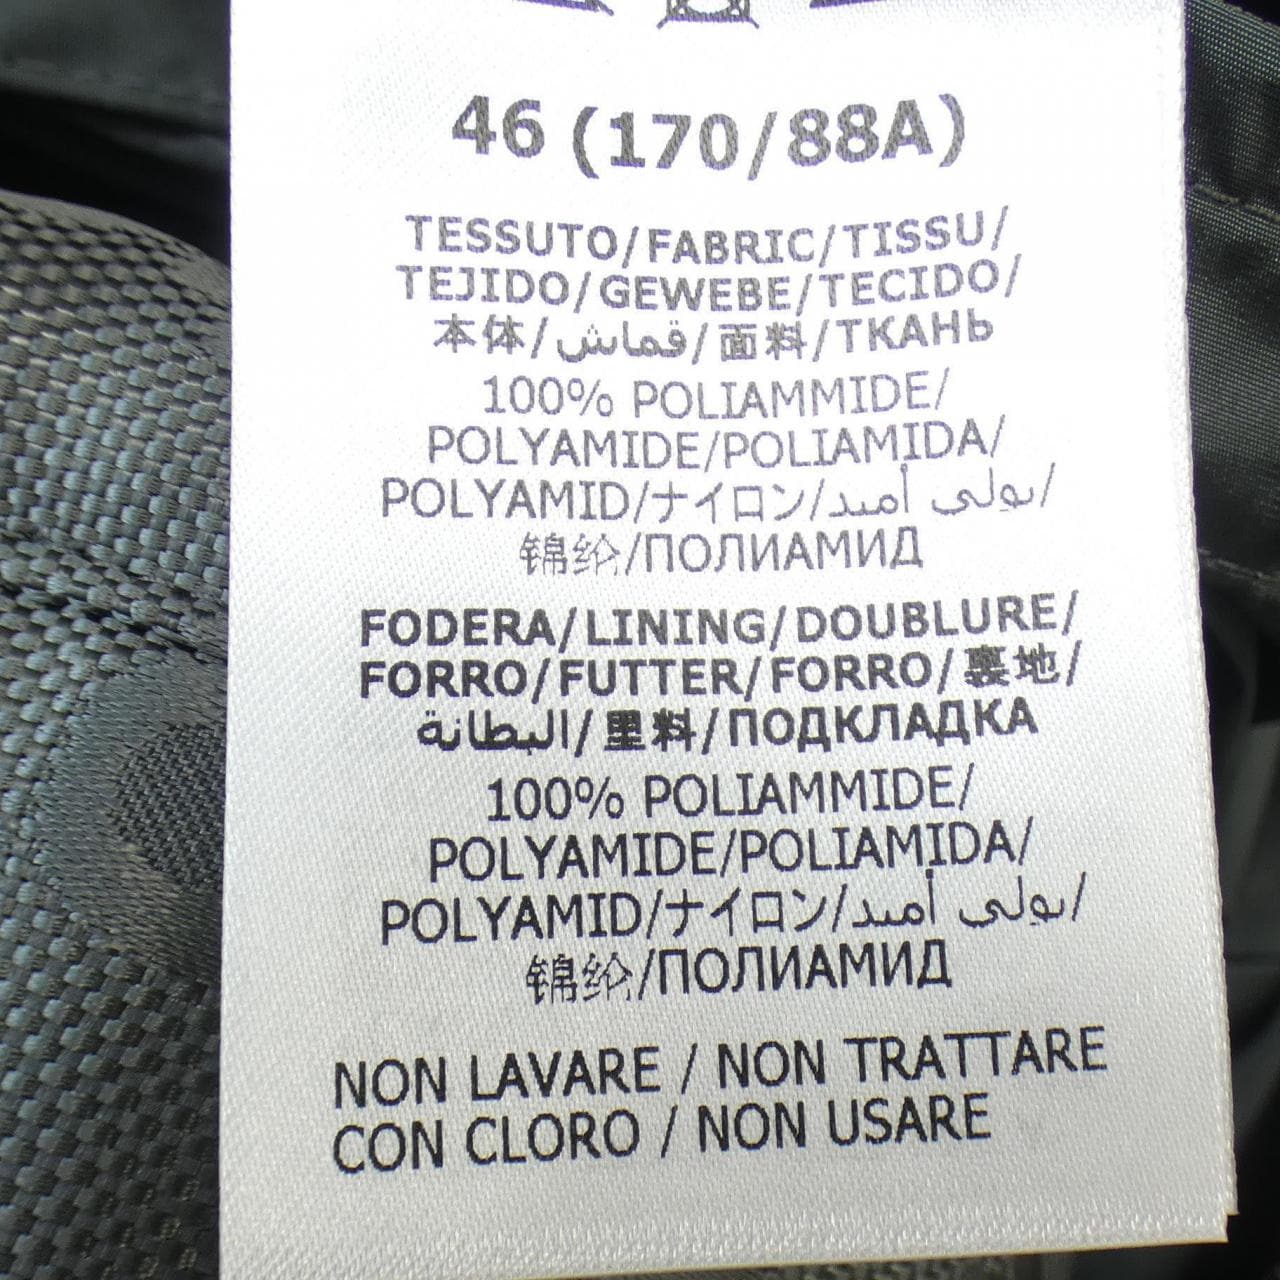 46 (170/88A)
TESSUTO/FABRIC/TISSU/
TEJIDO/GEWEBE/TECIDO/
本体/قماش/面料/ТКАНЬ
100% POLIAMMIDE/
POLYAMIDE/POLIAMIDA/
POLYAMID/ナイロン/بولي أميد/
锦纶/ПОЛИАМИД
FODERA/LINING/DOUBLURE/
FORRO/FUTTER/FORRO/裏地/
البطانة/里料/ПОДКЛАДКА
100% POLIAMMIDE/
POLYAMIDE/POLIAMIDA/
POLYAMID/ナイロン/بولي أميد/
锦纶/ПОЛИАМИД
NON LAVARE / NON TRATTARE
CON CLORO / NON USARE